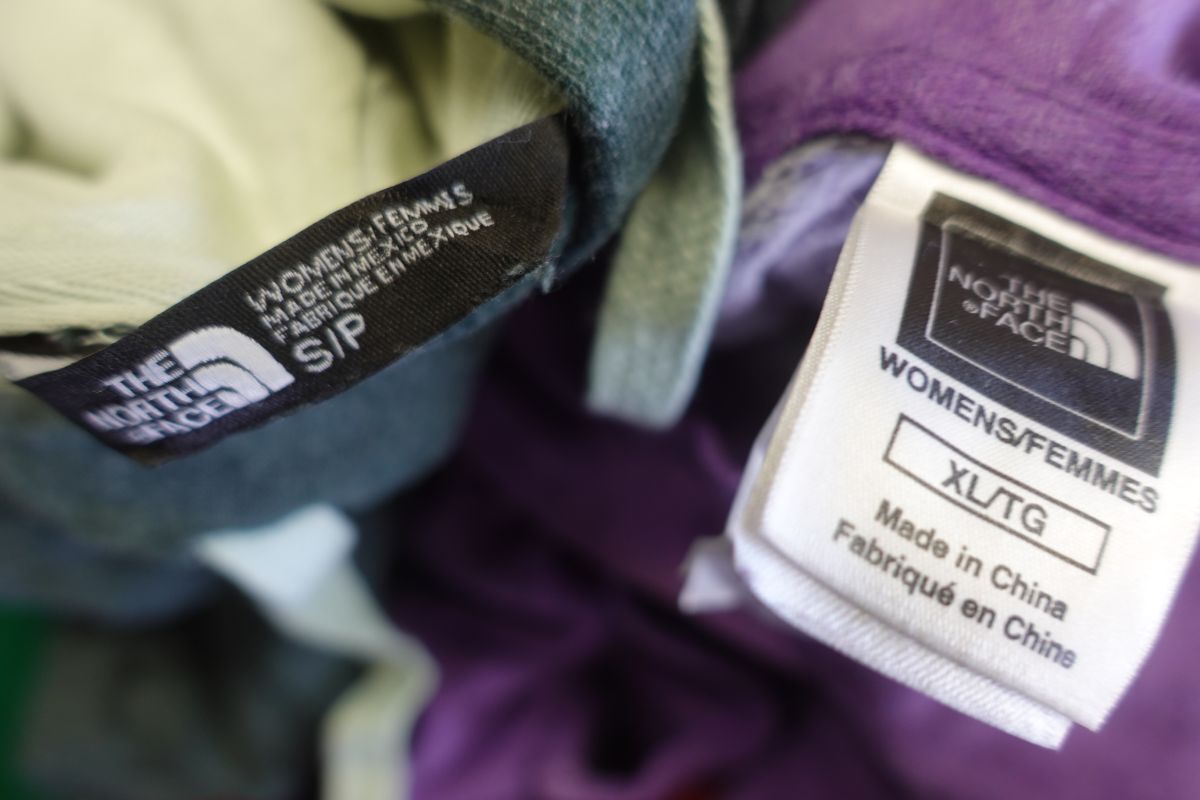 THE
NORTH
FACE
WOMENS/FEMMES
MADE IN MEXICO
FABRIQUE EN MEXIQUE
S/P
THE
NORTH
®FACE
WOMENS/FEMMES
XL/TG
Made in China
Fabriqué en Chine